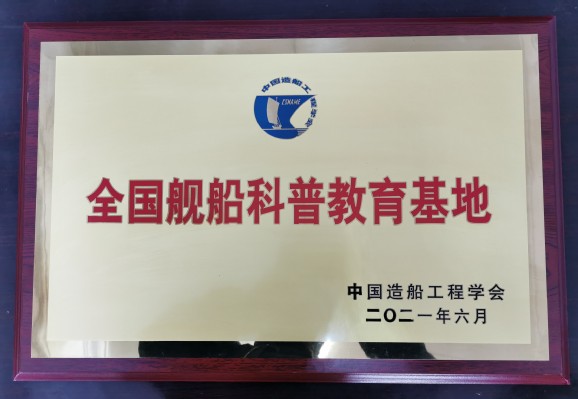 中国造船工程学会
全国舰船科普教育基地
中国造船工程学会
二〇二一年六月